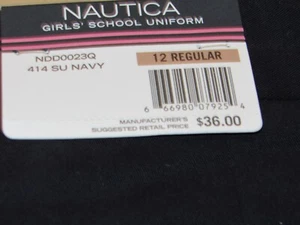 NAUTICA
GIRLS' SCHOOL UNIFORM
NDD0023Q
414 SU NAVY
12 REGULAR
6 66980 07925 4
MANUFACTURER'S
SUGGESTED RETAIL PRICE $36.00